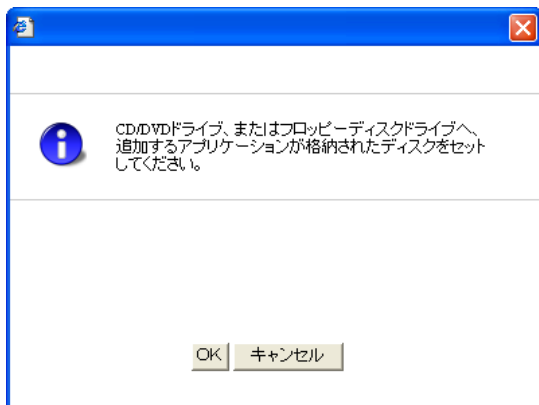 CD/DVDドライブ、またはフロッピーディスクドライブへ、
追加するアプリケーションが格納されたディスクをセット
してください。
OK キャンセル